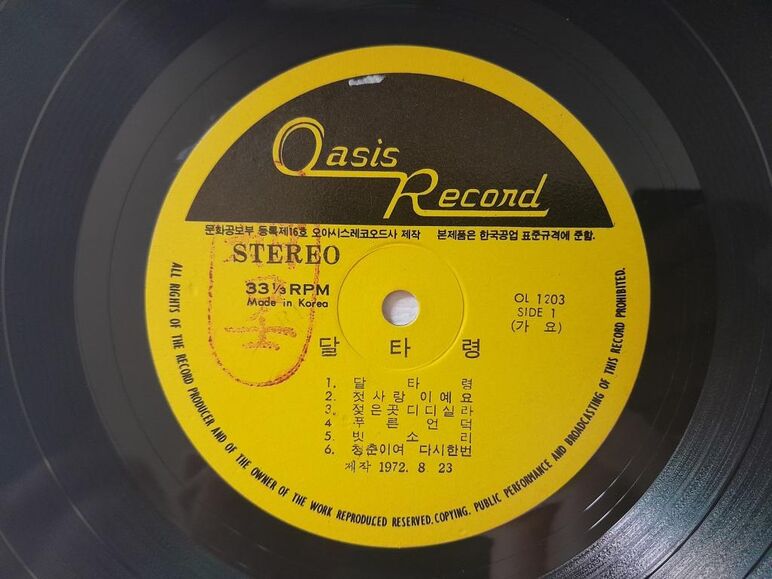 Oasis
Record
문화공보부 등록제16호 오아시스레코오드사 제작 본제품은 한국공업 표준규격에 준함.
STEREO
33 1/3 RPM
Made in Korea
OL 1203
SIDE 1
(가 요)
달 타 령
1. 달 타 령
2. 첫사랑 이예요
3. 젖은곳 디디실라
4 푸른 언덕
5 빗 소 리
6. 청춘이여 다시한번
제작 1972. 8 23
ALL RIGHTS OF THE RECORD PRODUCER AND OF THE OWNER OF THE WORK REPRODUCED RESERVED. COPYING. PUBLIC PERFORMANCE AND BROADCASTING OF THIS RECORD PROHIBITED.